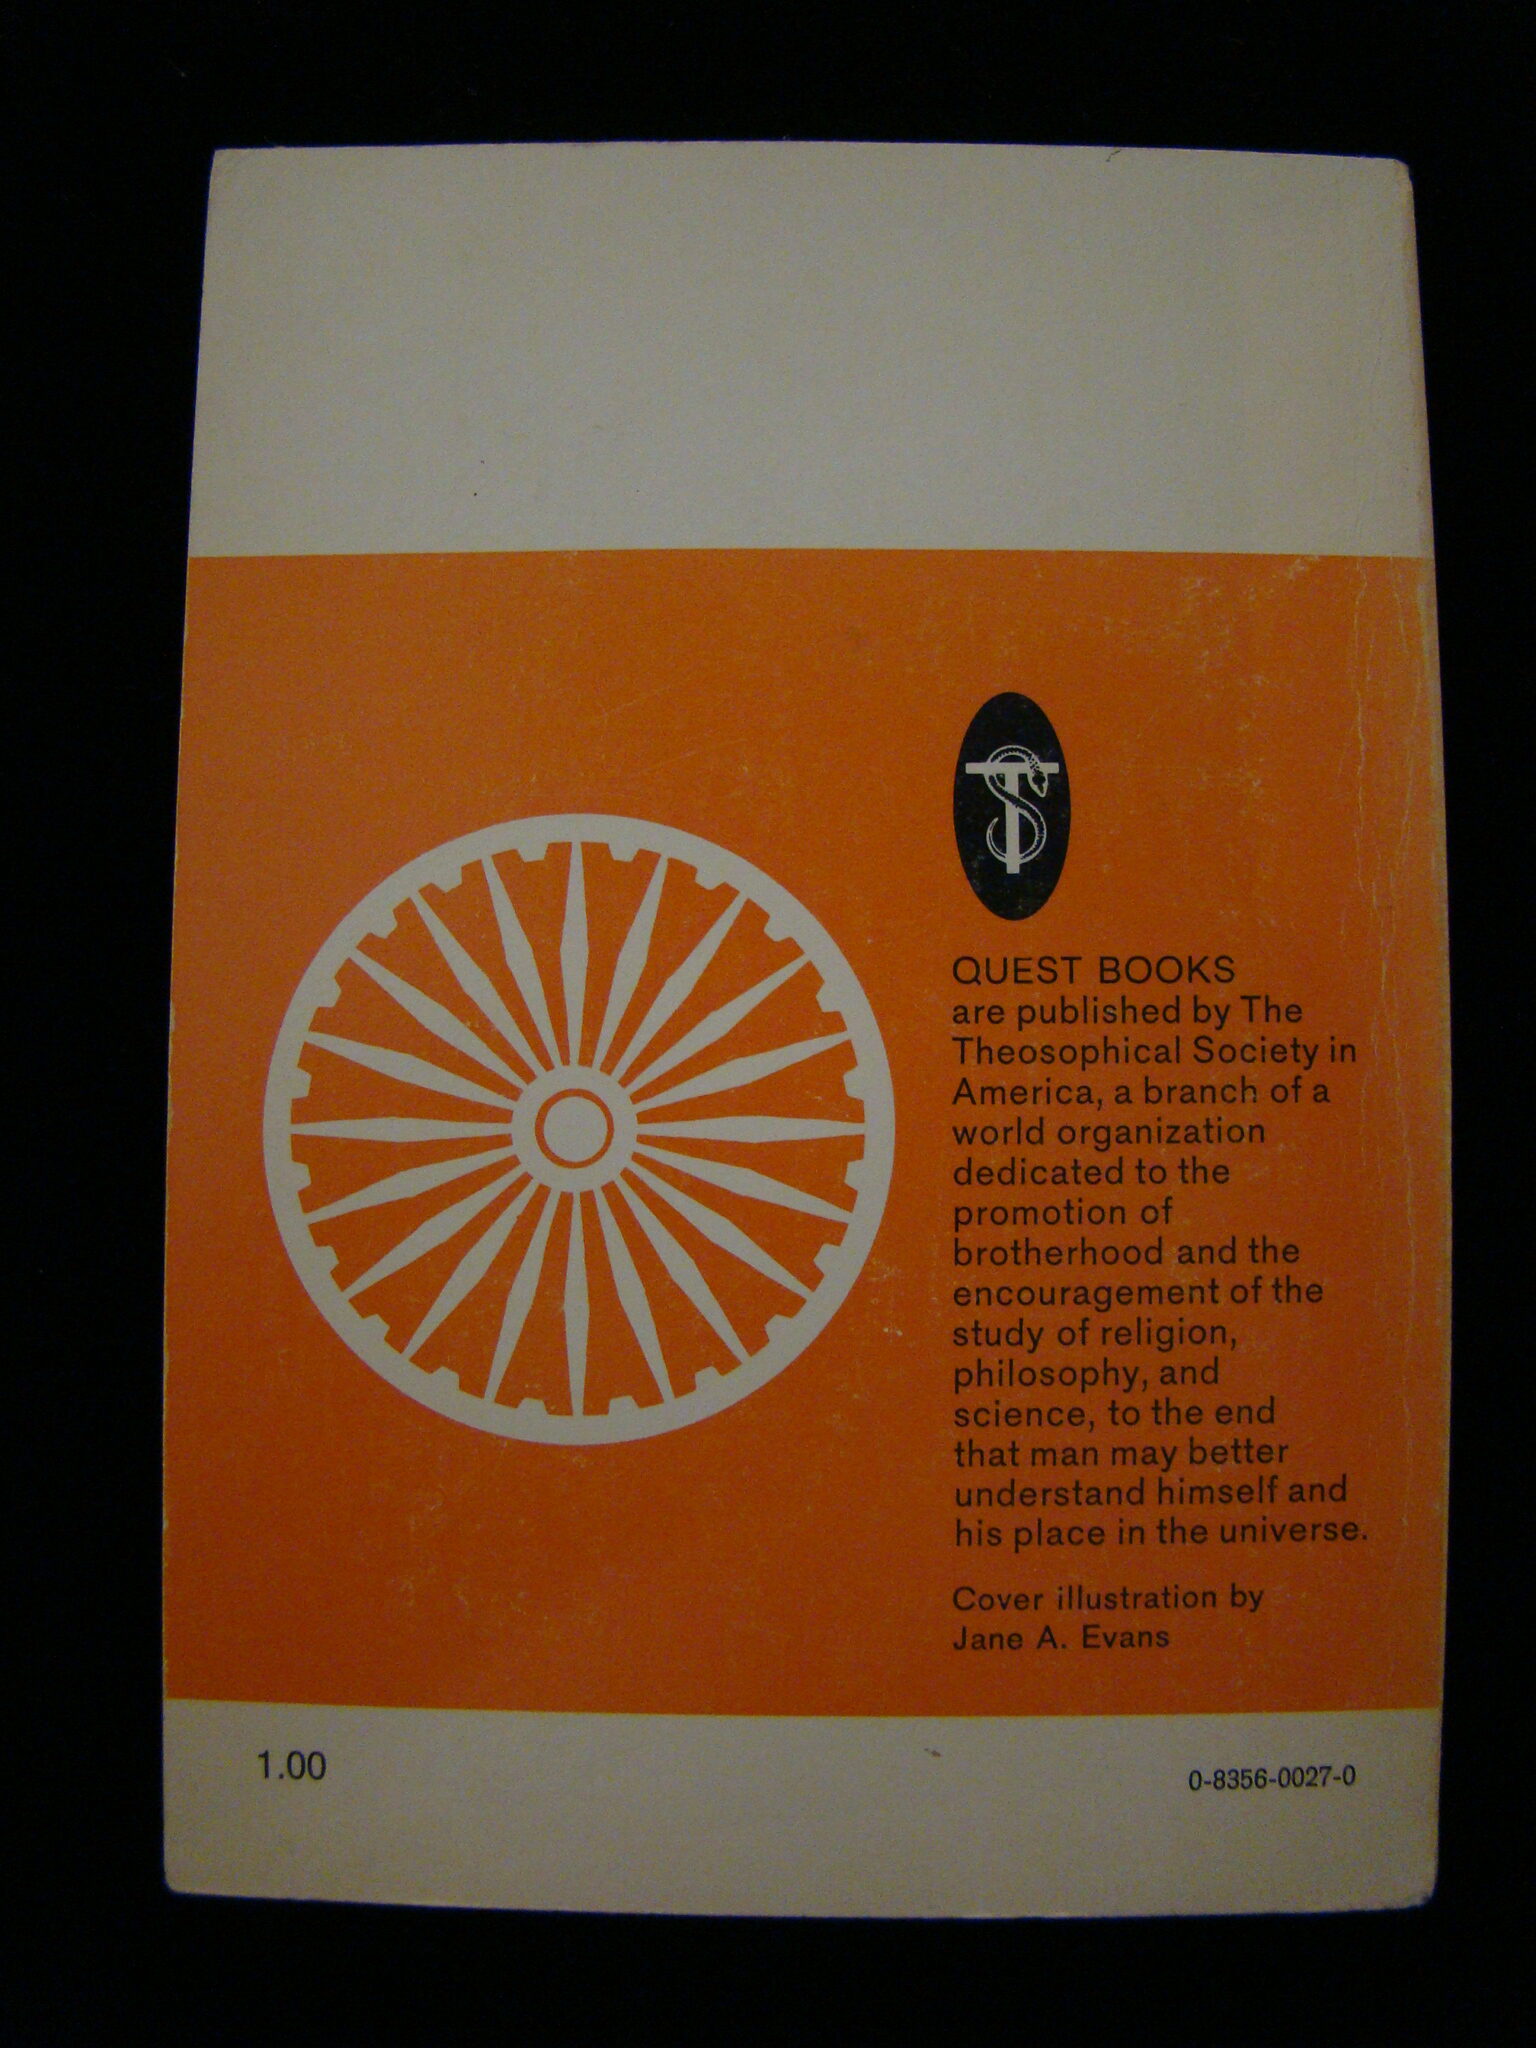 TS
QUEST BOOKS
are published by The
Theosophical Society in
America, a branch of a
world organization
dedicated to the
promotion of
brotherhood and the
encouragement of the
study of religion,
philosophy, and
science, to the end
that man may better
understand himself and
his place in the universe.
Cover illustration by
Jane A. Evans
1.00
0-8356-0027-0